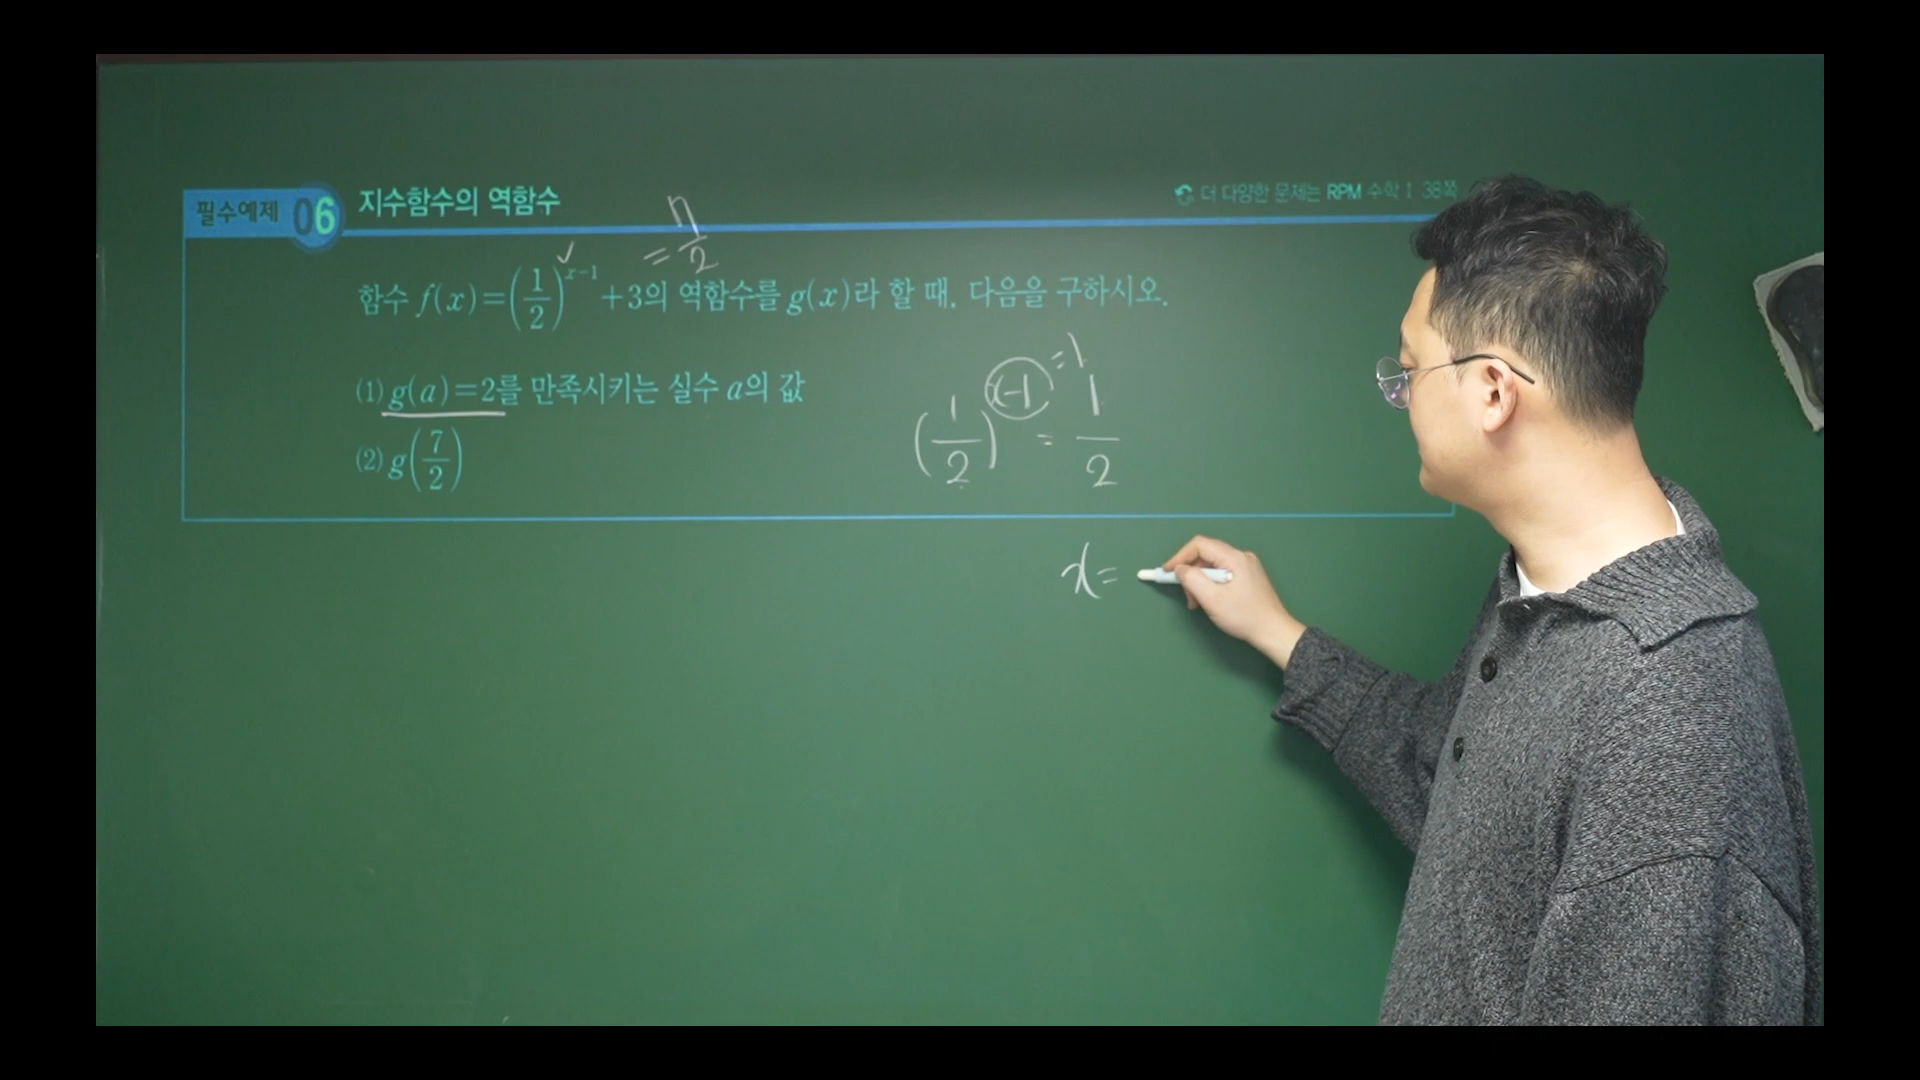 필수예제 06 지수함수의 역함수
더 다양한 문제는 RPM 수학 I 38쪽
= 7/2
함수 f(x)=(1/2)^{x-1}+3의 역함수를 g(x)라 할 때, 다음을 구하시오.
(1) g(a)=2를 만족시키는 실수 a의 값
(2) g(7/2)
(1/2)^{x-1} = 1/2
=1
x=